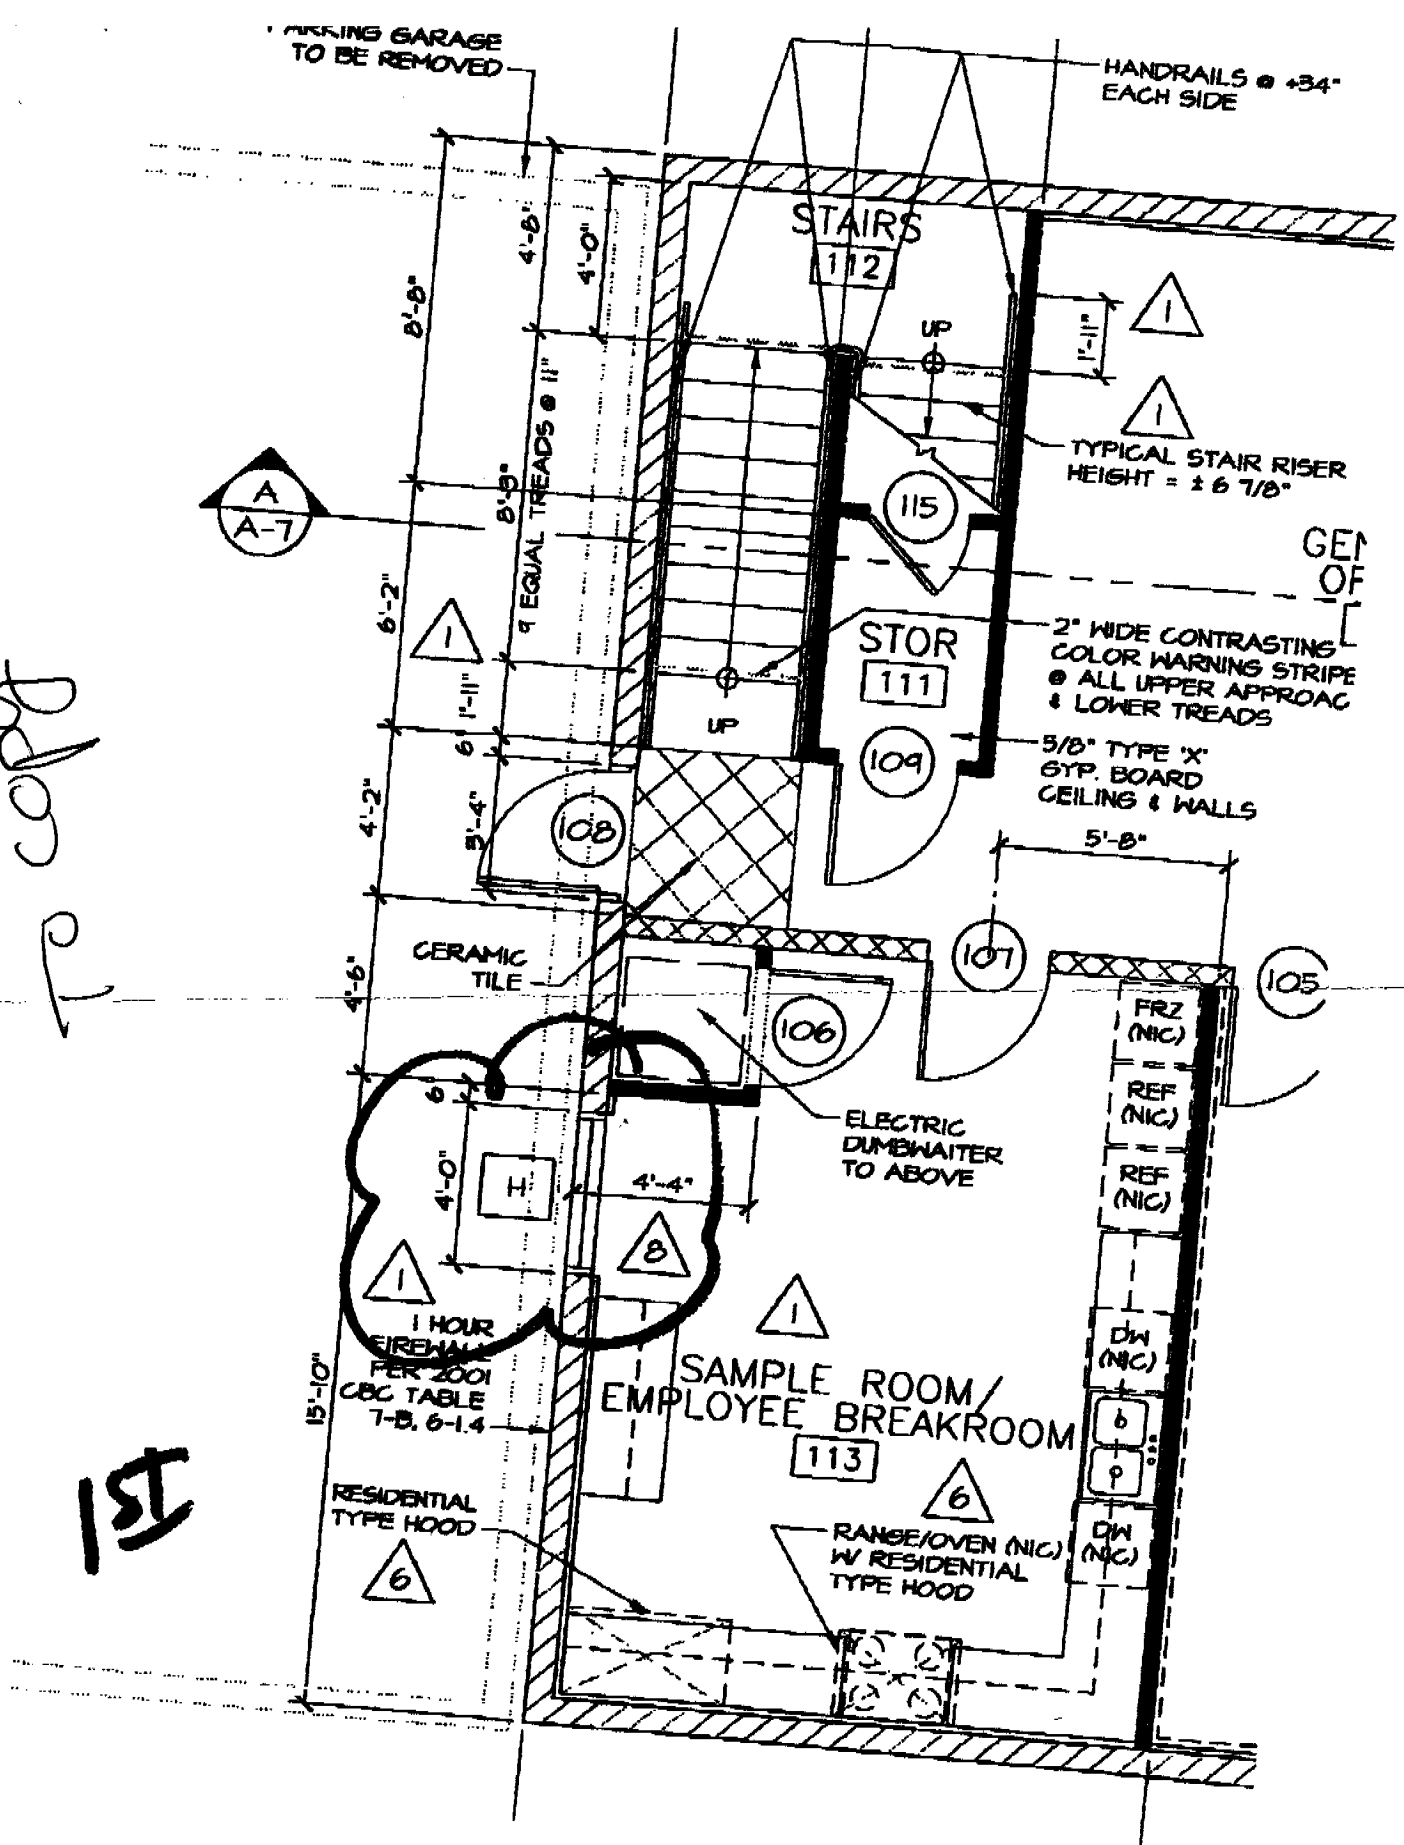 PARKING GARAGE
TO BE REMOVED
HANDRAILS @ +34"
EACH SIDE
4'-8"
4'-0"
8'-8"
STAIRS
112
UP
1'-11"
1
1
TYPICAL STAIR RISER
HEIGHT = ± 6 7/8"
9 EQUAL TREADS @ 11"
8'-3"
A
A-7
115
GEN
OF
6'-2"
1
STOR
111
2" WIDE CONTRASTING
COLOR WARNING STRIPE
@ ALL UPPER APPROAC
& LOWER TREADS
1'-11"
6"
UP
109
5/8" TYPE 'X'
GYP. BOARD
CEILING & WALLS
4'-2"
3'-4"
108
5'-8"
CERAMIC
TILE
107
105
4'-6"
106
FRZ
(NIC)
REF
(NIC)
REF
(NIC)
6"
ELECTRIC
DUMBWAITER
TO ABOVE
4'-0"
H
4'-4"
8
1
1 HOUR
FIREWALL
PER 2001
CBC TABLE
7-B, 6-1.4
1
DW
(NIC)
15'-10"
SAMPLE ROOM/
EMPLOYEE BREAKROOM
113
6
1ST
RESIDENTIAL
TYPE HOOD
6
RANGE/OVEN (NIC)
W/ RESIDENTIAL
TYPE HOOD
DW
(NIC)